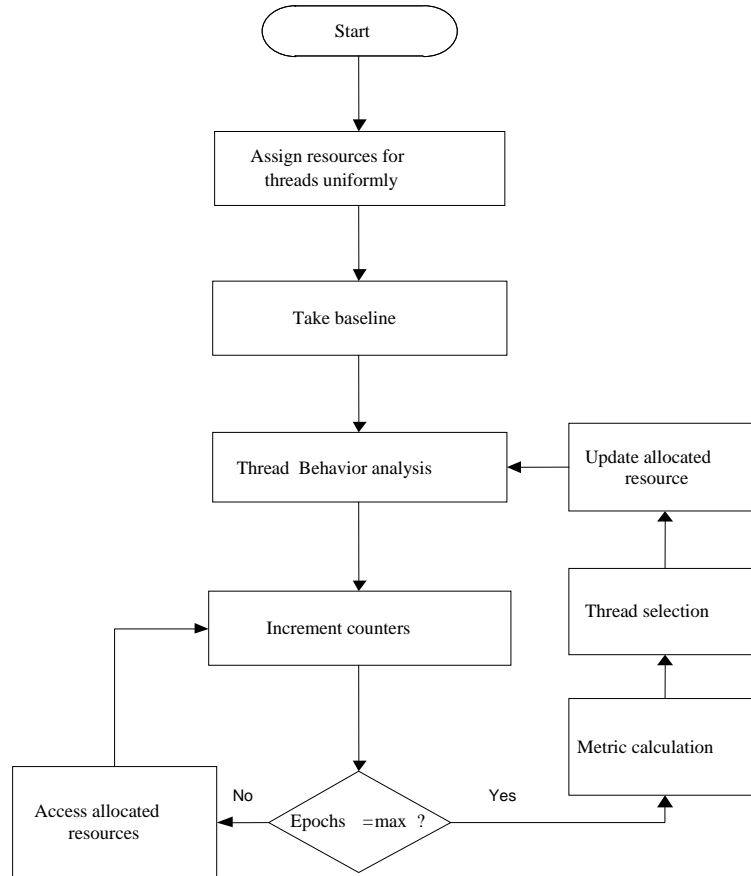 Start
Assign resources for
threads uniformly
Take baseline
Thread Behavior analysis
Update allocated
resource
Increment counters
Thread selection
Metric calculation
Access allocated
resources
No
Epochs =max ?
Yes